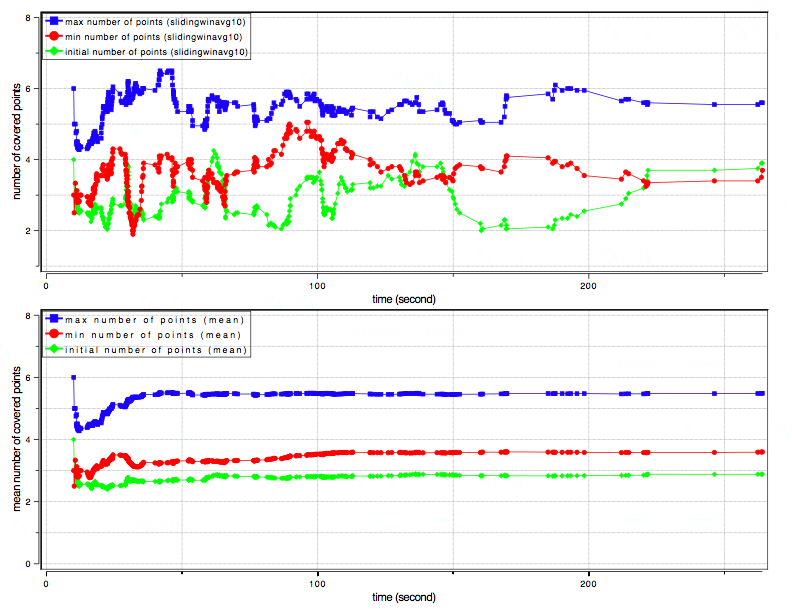 8
max number of points (slidingwinavg10)
min number of points (slidingwinavg10)
initial number of points (slidingwinavg10)
6
number of covered points
4
2
0
100
200
time (second)
8
max number of points (mean)
min number of points (mean)
initial number of points (mean)
6
mean number of covered points
4
2
0
0
100
200
time (second)